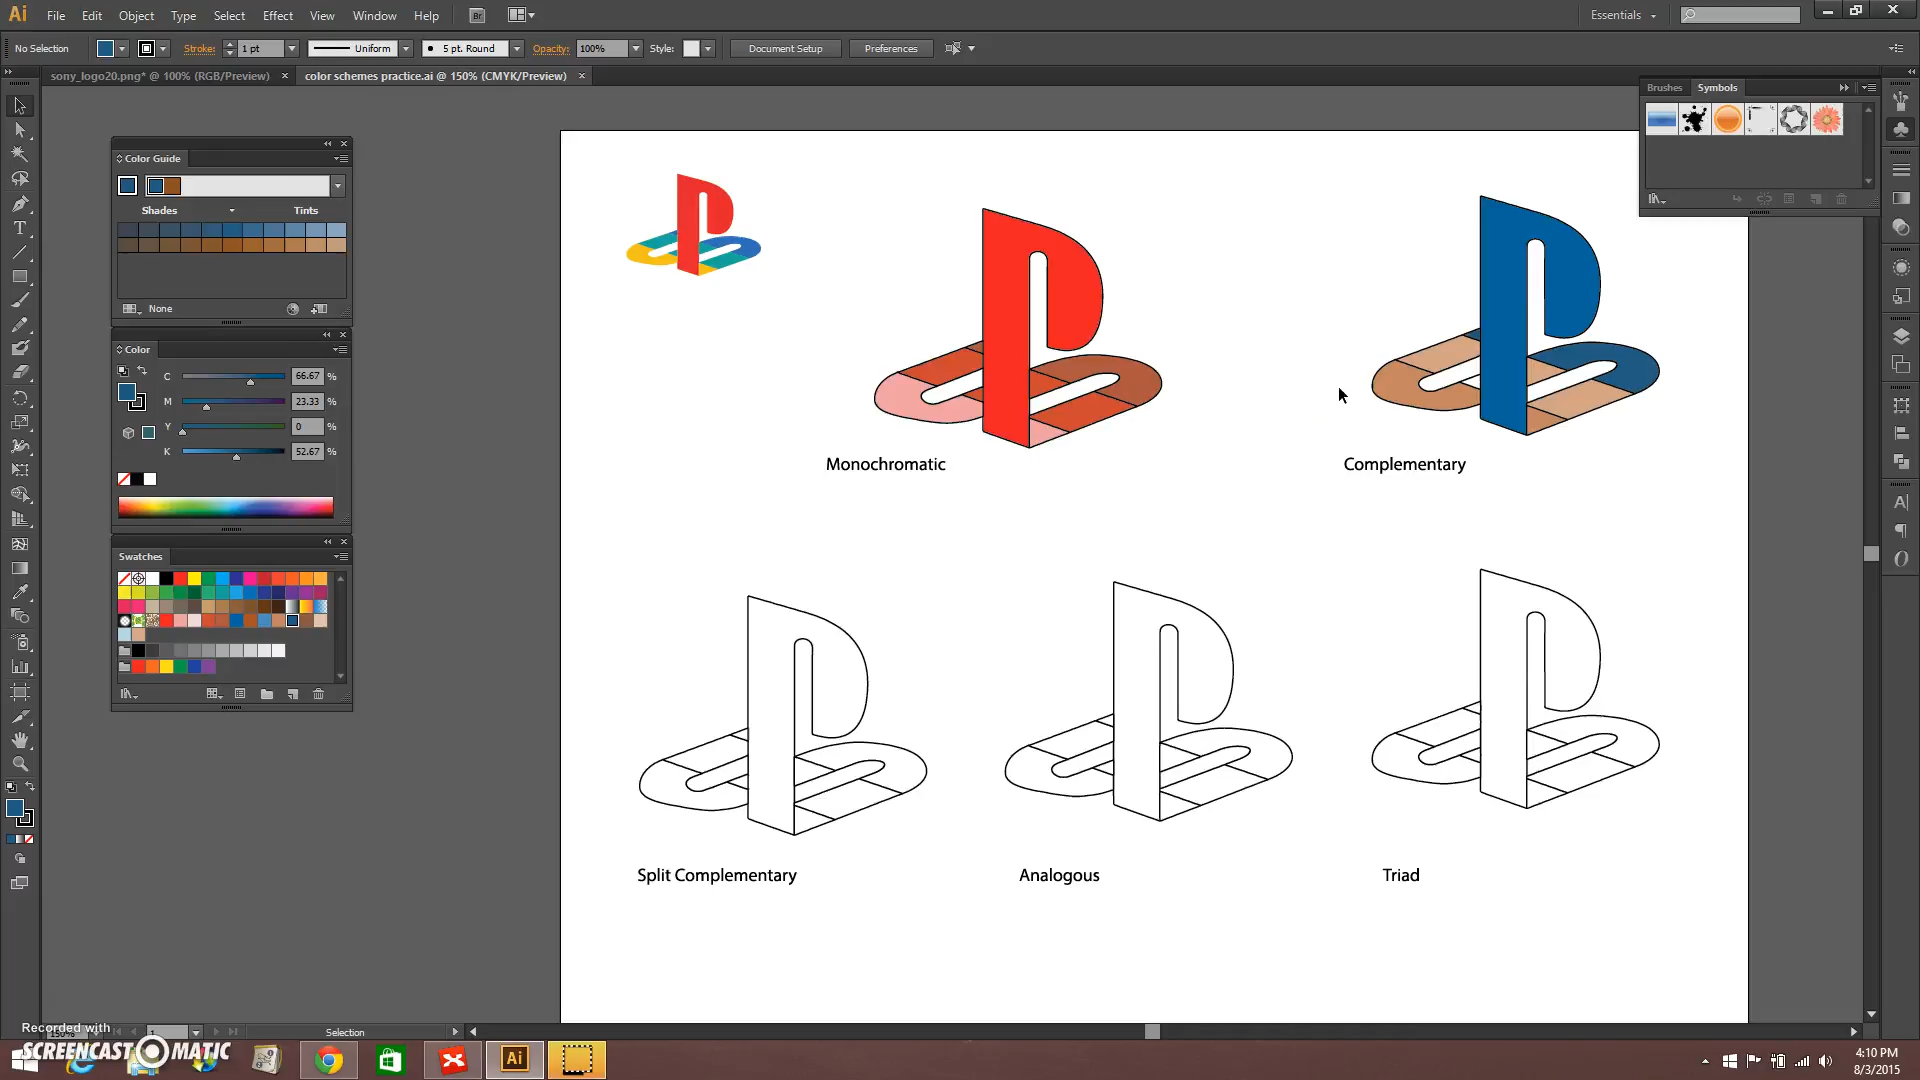 Ai File Edit Object Type Select Effect View Window Help Br Essentials
No Selection Stroke: 1 pt Uniform 5 pt. Round Opacity: 100% Style: Document Setup Preferences
sony_logo20.png* @ 100% (RGB/Preview) color schemes practice.ai @ 150% (CMYK/Preview)
Brushes Symbols
Color Guide
Shades Tints
None
Color
C 66.67 %
M 23.33 %
Y 0 %
K 52.67 %
Swatches
Monochromatic
Complementary
Split Complementary
Analogous
Triad
Selection
Recorded with
SCREENCAST MATIC
Ai
4:10 PM
8/3/2015